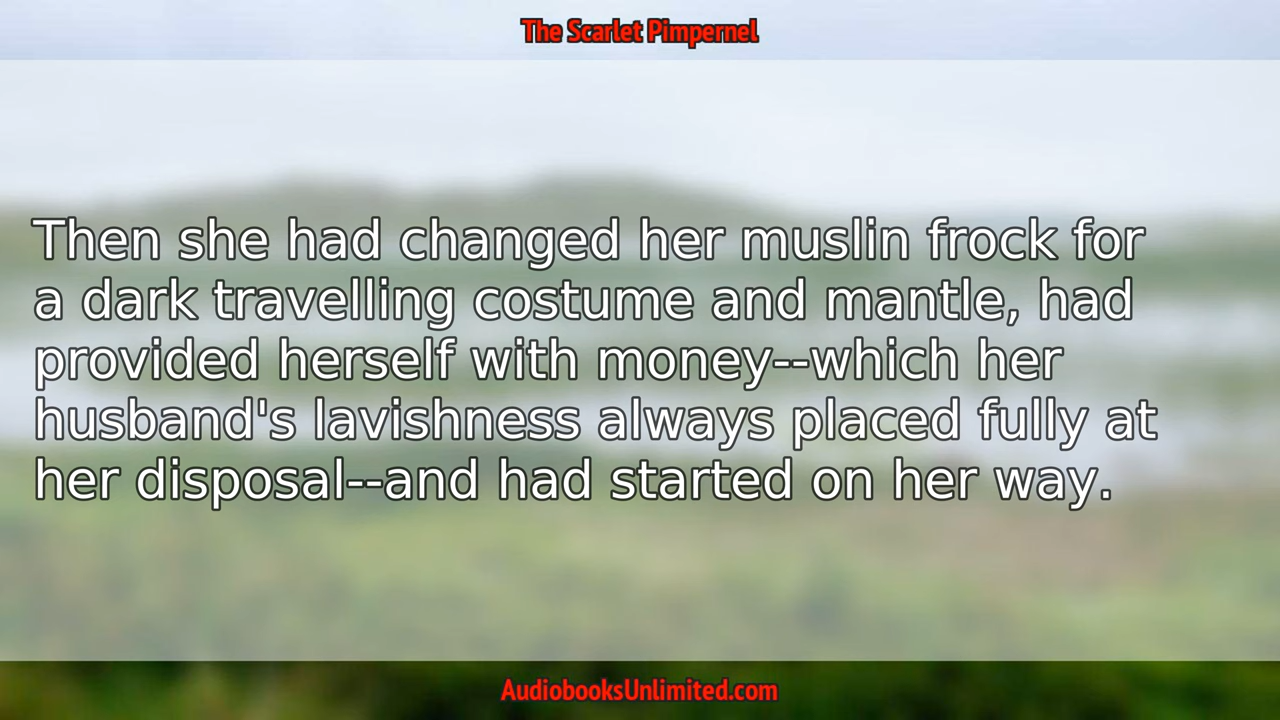 The Scarlet Pimpernel
Then she had changed her muslin frock for
a dark travelling costume and mantle, had
provided herself with money--which her
husband's lavishness always placed fully at
her disposal--and had started on her way.
AudiobooksUnlimited.com